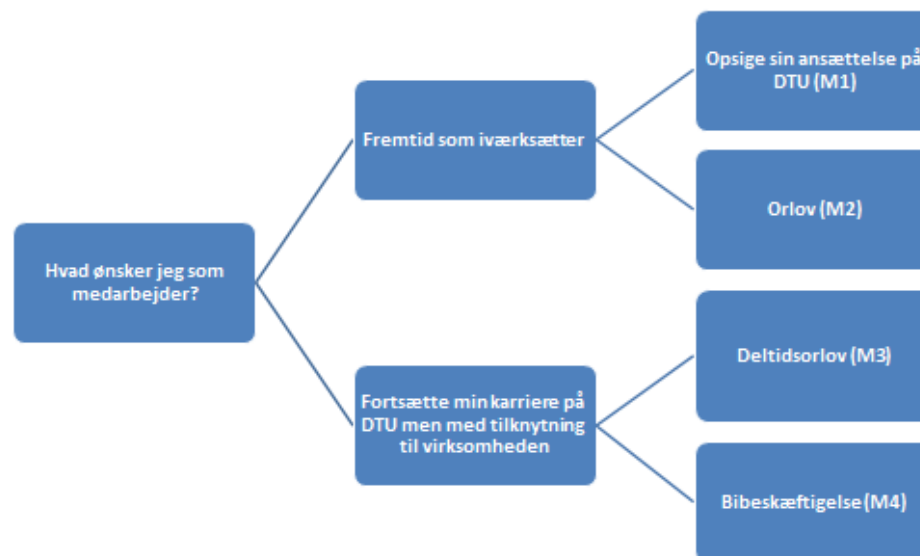 Hvad ønsker jeg som
medarbejder?
Fremtid som iværksætter
Opsige sin ansættelse på
DTU (M1)
Orlov (M2)
Fortsætte min karriere på
DTU men med tilknytning
til virksomheden
Deltidsorlov (M3)
Bibeskæftigelse (M4)